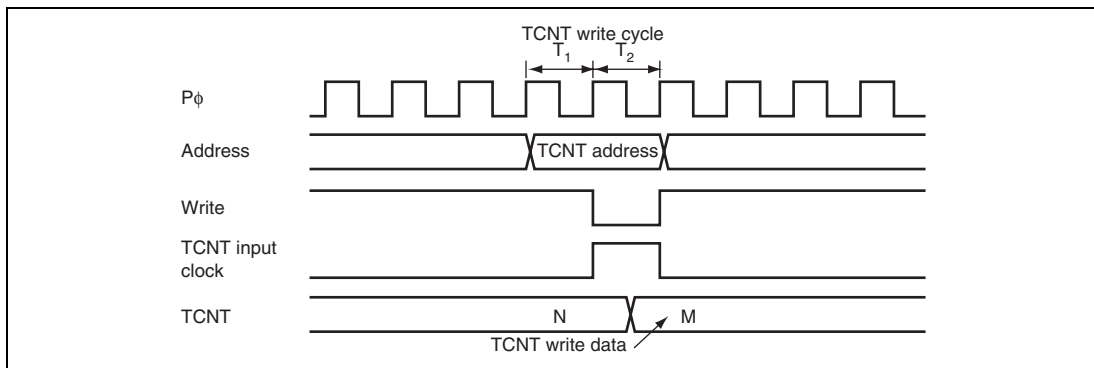 TCNT write cycle
T1 T2
Pφ
Address
TCNT address
Write
TCNT input
clock
TCNT
N
M
TCNT write data